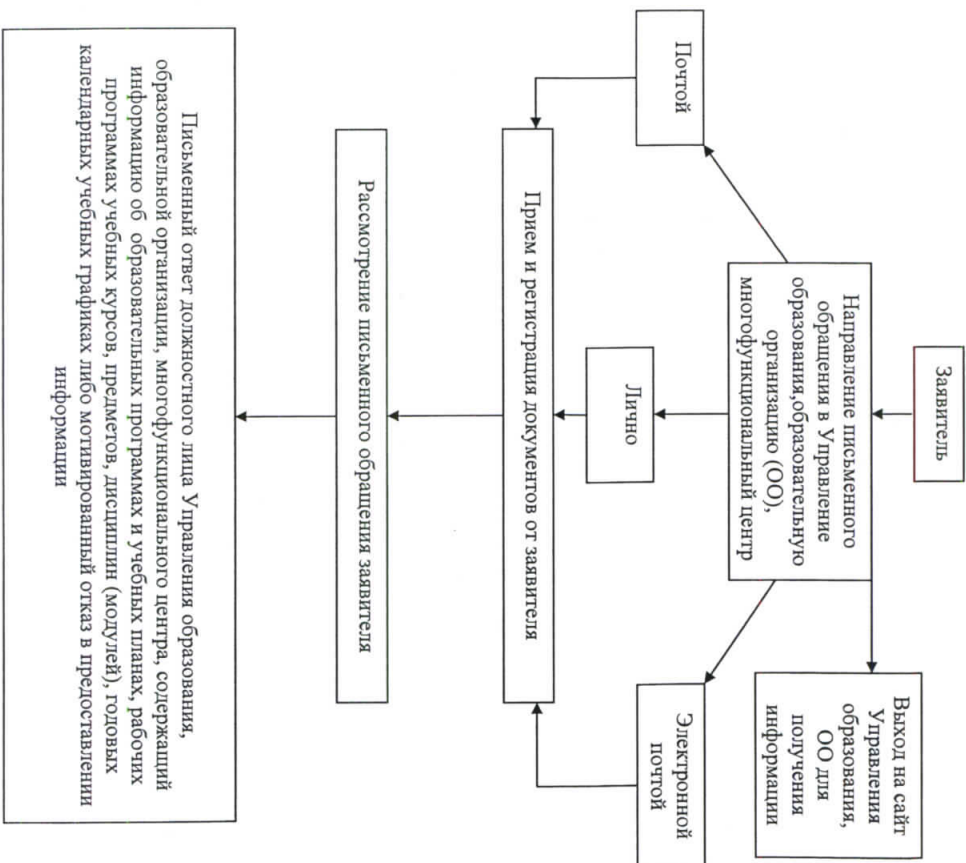 Заявитель
Направление письменного
обращения в Управление
образования,образовательную
организацию (ОО),
многофункциональный центр
Выход на сайт
Управления
образования,
ОО для
получения
информации
Почтой
Лично
Электронной
почтой
Прием и регистрация документов от заявителя
Рассмотрение письменного обращения заявителя
Письменный ответ должностного лица Управления образования,
образовательной организации, многофункционального центра, содержащий
информацию об образовательных программах и учебных планах, рабочих
программах учебных курсов, предметов, дисциплин (модулей), годовых
календарных учебных графиках либо мотивированный отказ в предоставлении
информации